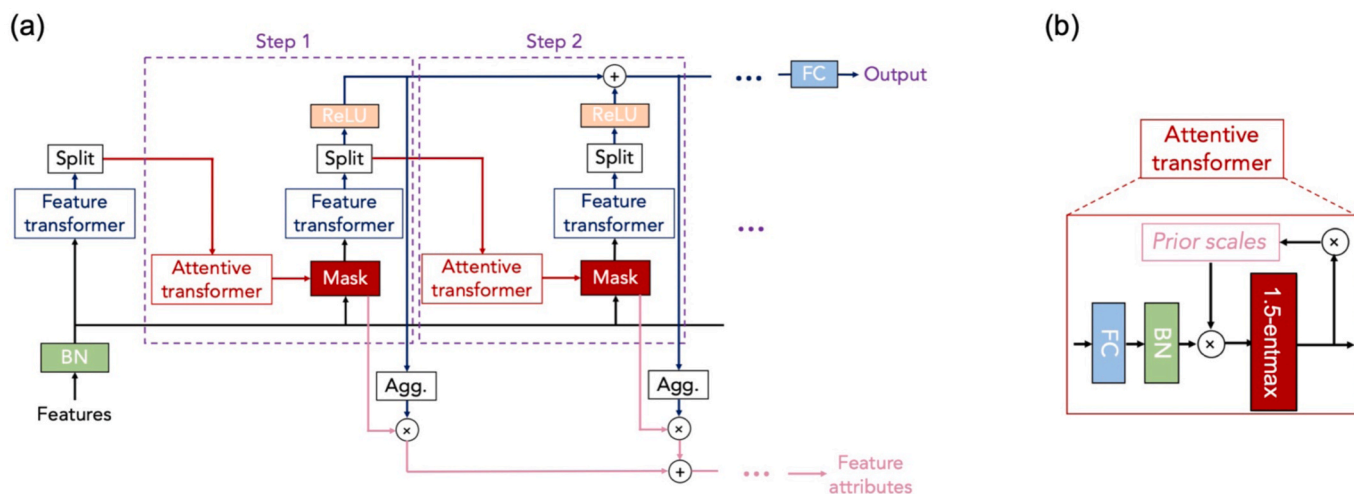 (a)
Step 1
Step 2
FC
Output
ReLU
ReLU
Split
Split
Split
Feature
transformer
Feature
transformer
Feature
transformer
Attentive
transformer
Mask
Attentive
transformer
Mask
BN
Features
Agg.
Agg.
×
×
+
+
Feature
attributes
(b)
Attentive
transformer
Prior scales
×
FC
BN
×
1.5-entmax